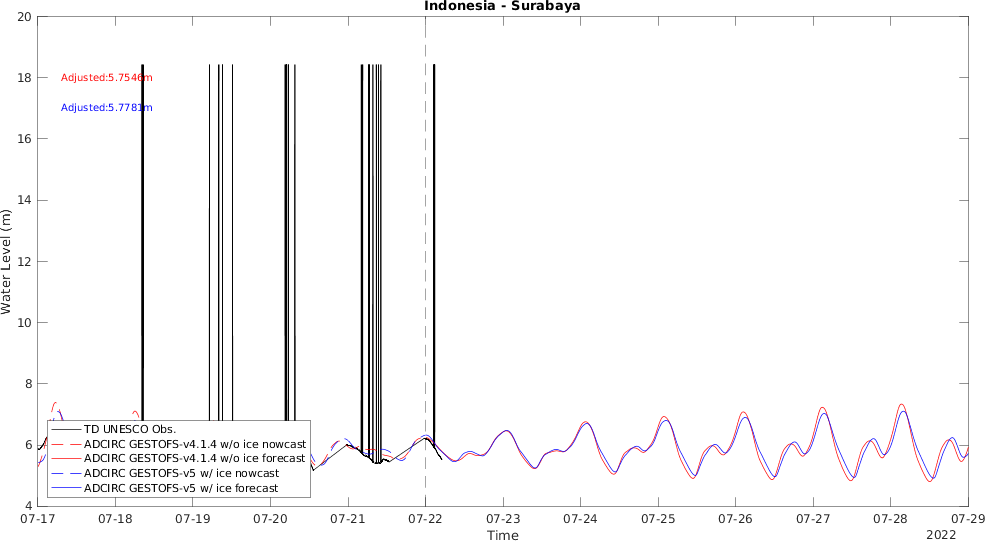 Indonesia - Surabaya
20
18
16
14
12
10
8
6
4
Water Level (m)
Adjusted:5.7546m
Adjusted:5.7781m
TD UNESCO Obs.
ADCIRC GESTOFS-v4.1.4 w/o ice nowcast
ADCIRC GESTOFS-v4.1.4 w/o ice forecast
ADCIRC GESTOFS-v5 w/ ice nowcast
ADCIRC GESTOFS-v5 w/ ice forecast
07-17 07-18 07-19 07-20 07-21 07-22 07-23 07-24 07-25 07-26 07-27 07-28 07-29
Time
2022